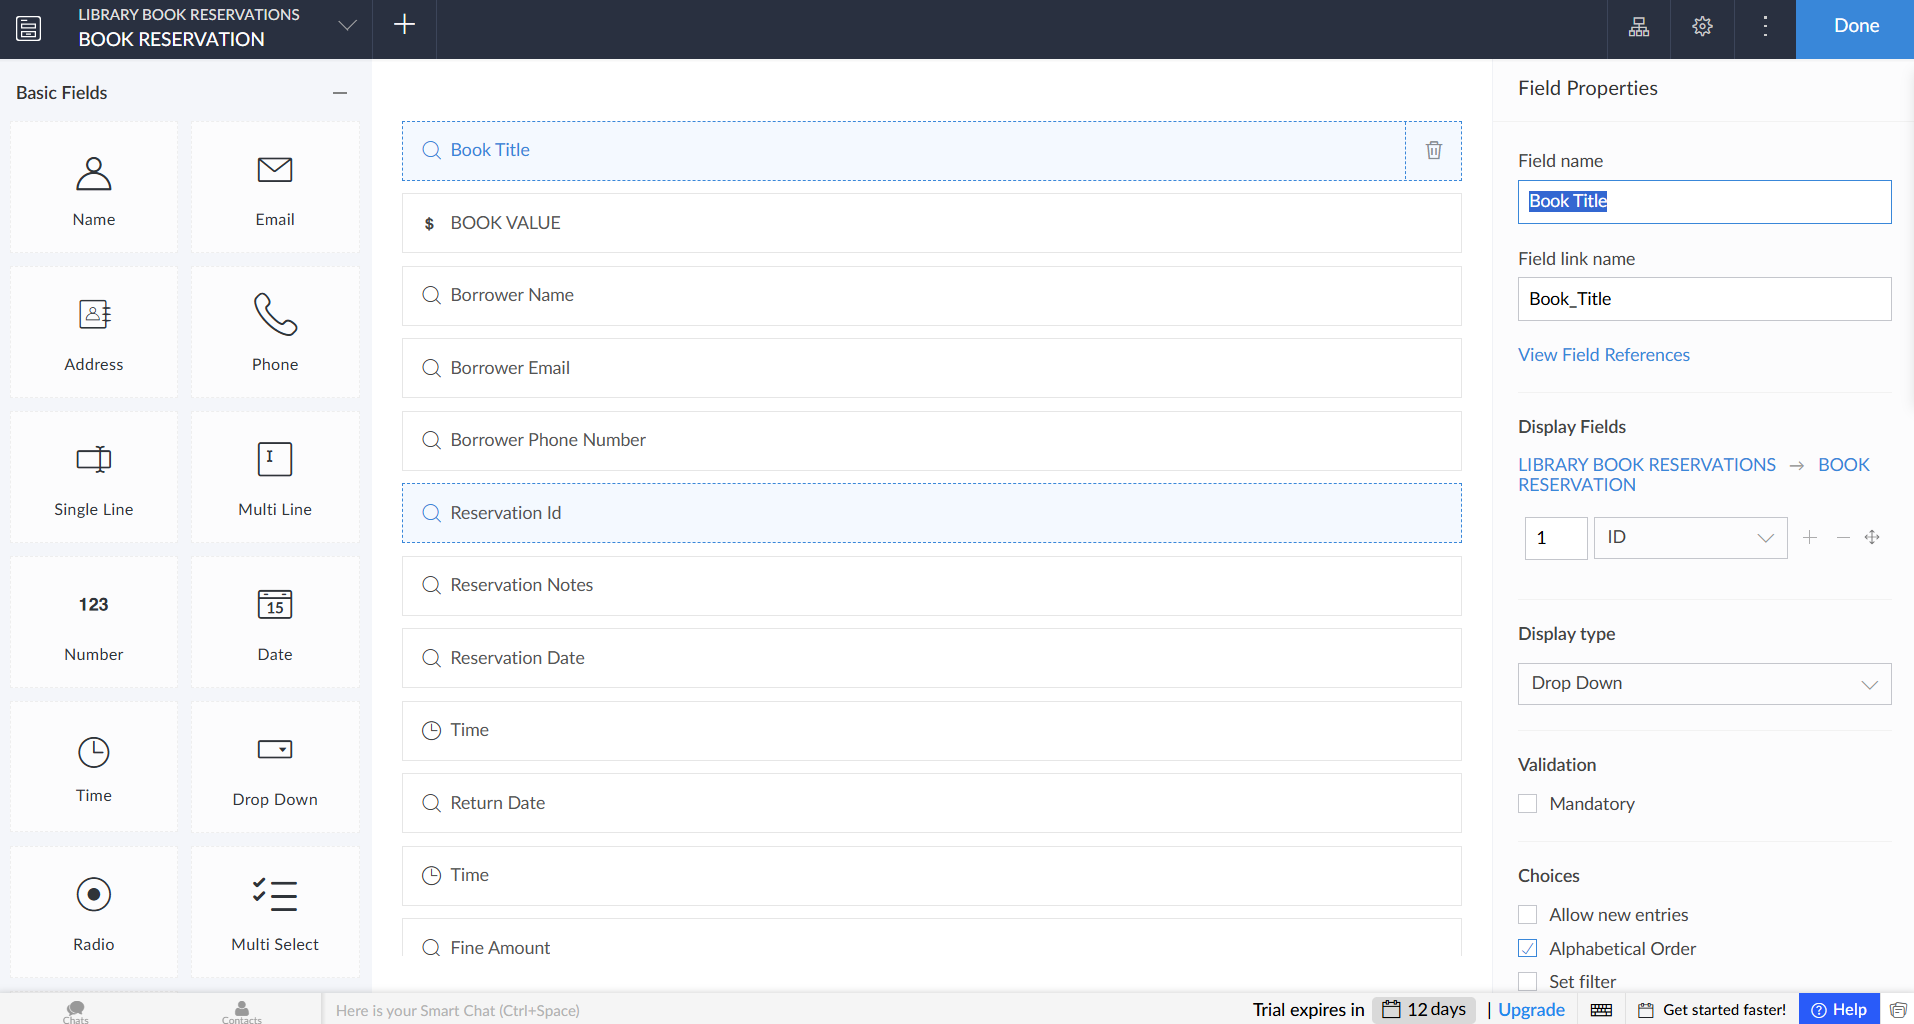 LIBRARY BOOK RESERVATIONS
BOOK RESERVATION
Done
Basic Fields
Name
Email
Address
Phone
Single Line
Multi Line
123
Number
15
Date
Time
Drop Down
Radio
Multi Select
Book Title
$ BOOK VALUE
Borrower Name
Borrower Email
Borrower Phone Number
Reservation Id
Reservation Notes
Reservation Date
Time
Return Date
Time
Fine Amount
Field Properties
Field name
Book Title
Field link name
Book_Title
View Field References
Display Fields
LIBRARY BOOK RESERVATIONS → BOOK
RESERVATION
1 ID
Display type
Drop Down
Validation
Mandatory
Choices
Allow new entries
Alphabetical Order
Set filter
Chats
Contacts
Here is your Smart Chat (Ctrl+Space)
Trial expires in 12 days | Upgrade
Get started faster!
Help